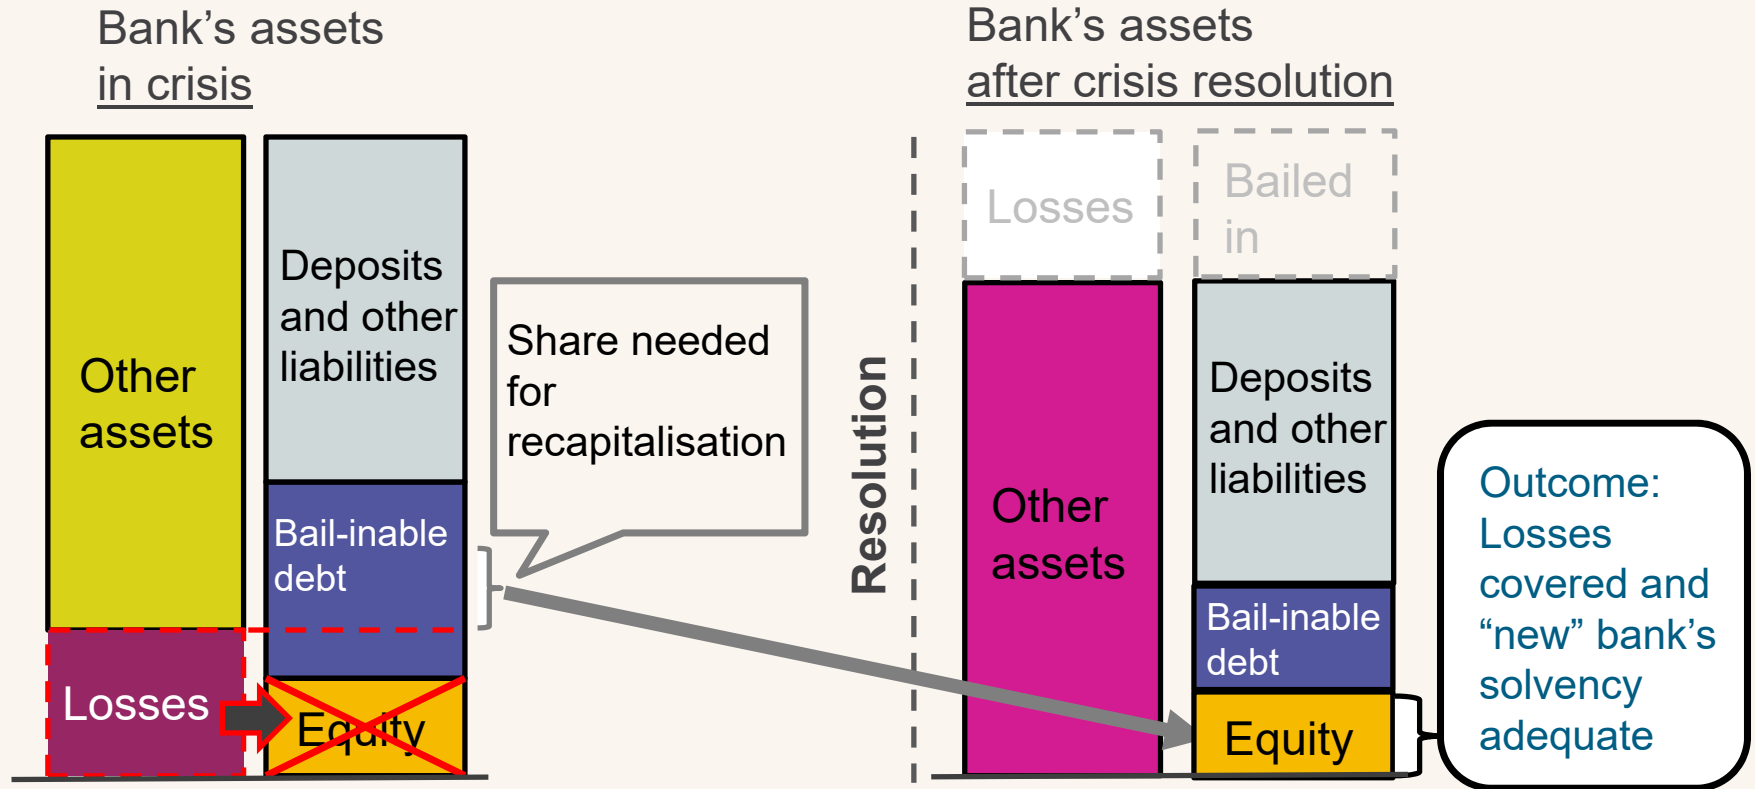 Bank’s assets
in crisis
Other
assets
Losses
Deposits
and other
liabilities
Bail-inable
debt
Equity
Share needed
for
recapitalisation
Resolution
Bank’s assets
after crisis resolution
Losses
Other
assets
Bailed
in
Deposits
and other
liabilities
Bail-inable
debt
Equity
Outcome:
Losses
covered and
“new” bank’s
solvency
adequate